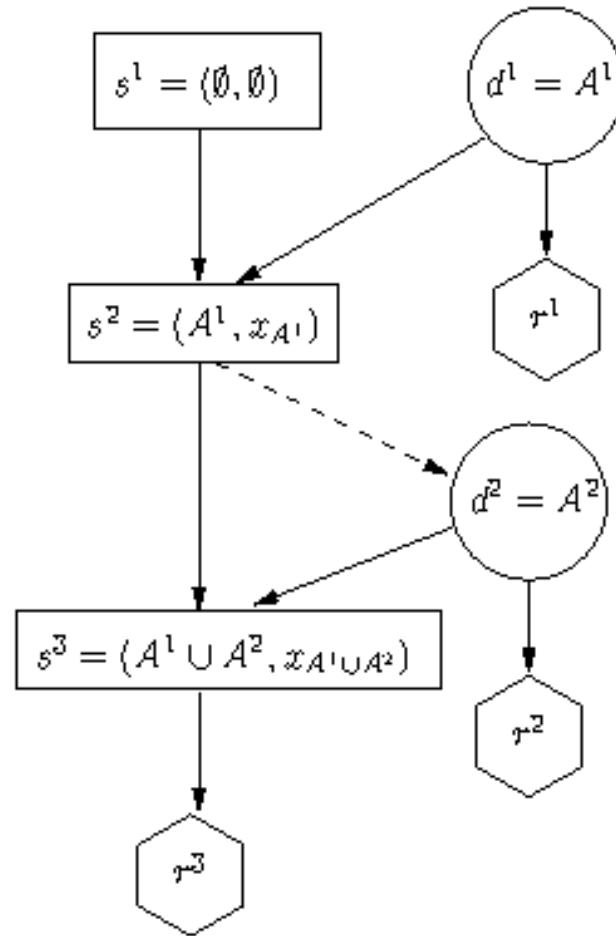 s¹ = (∅, ∅)
d¹ = A¹
s² = (A¹, x_{A¹})
r¹
d² = A²
s³ = (A¹ ∪ A², x_{A¹∪A²})
r²
r³